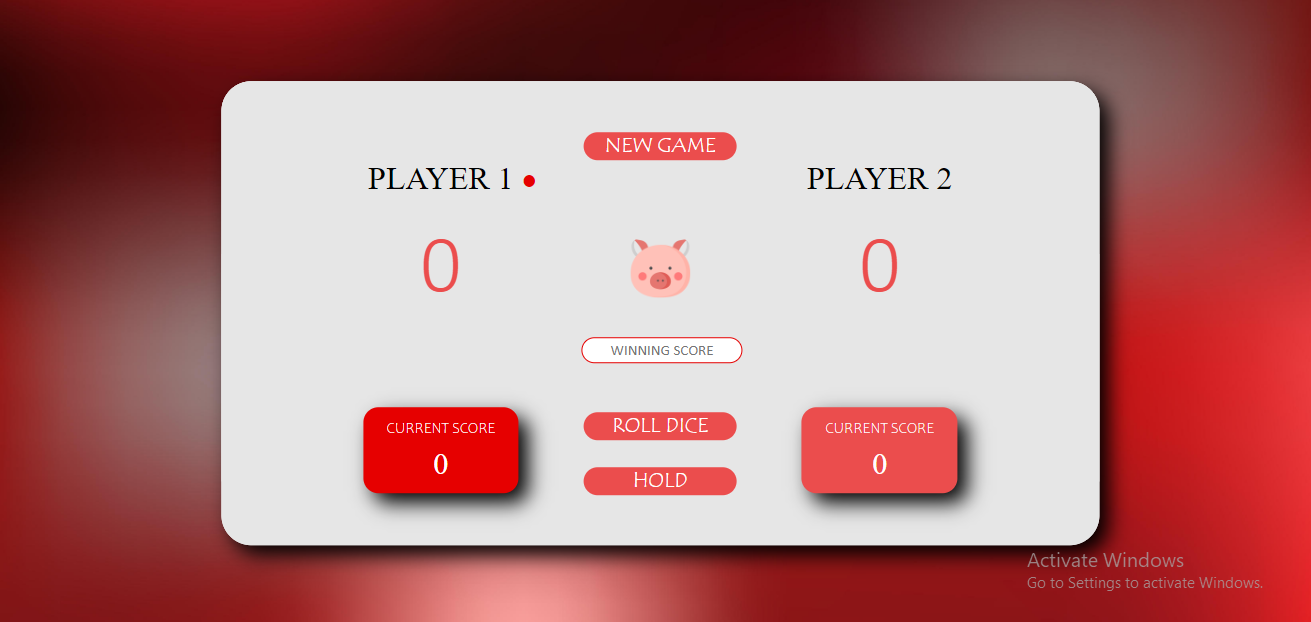 NEW GAME
PLAYER 1
PLAYER 2
0
0
WINNING SCORE
CURRENT SCORE
0
ROLL DICE
HOLD
CURRENT SCORE
0
Activate Windows
Go to Settings to activate Windows.